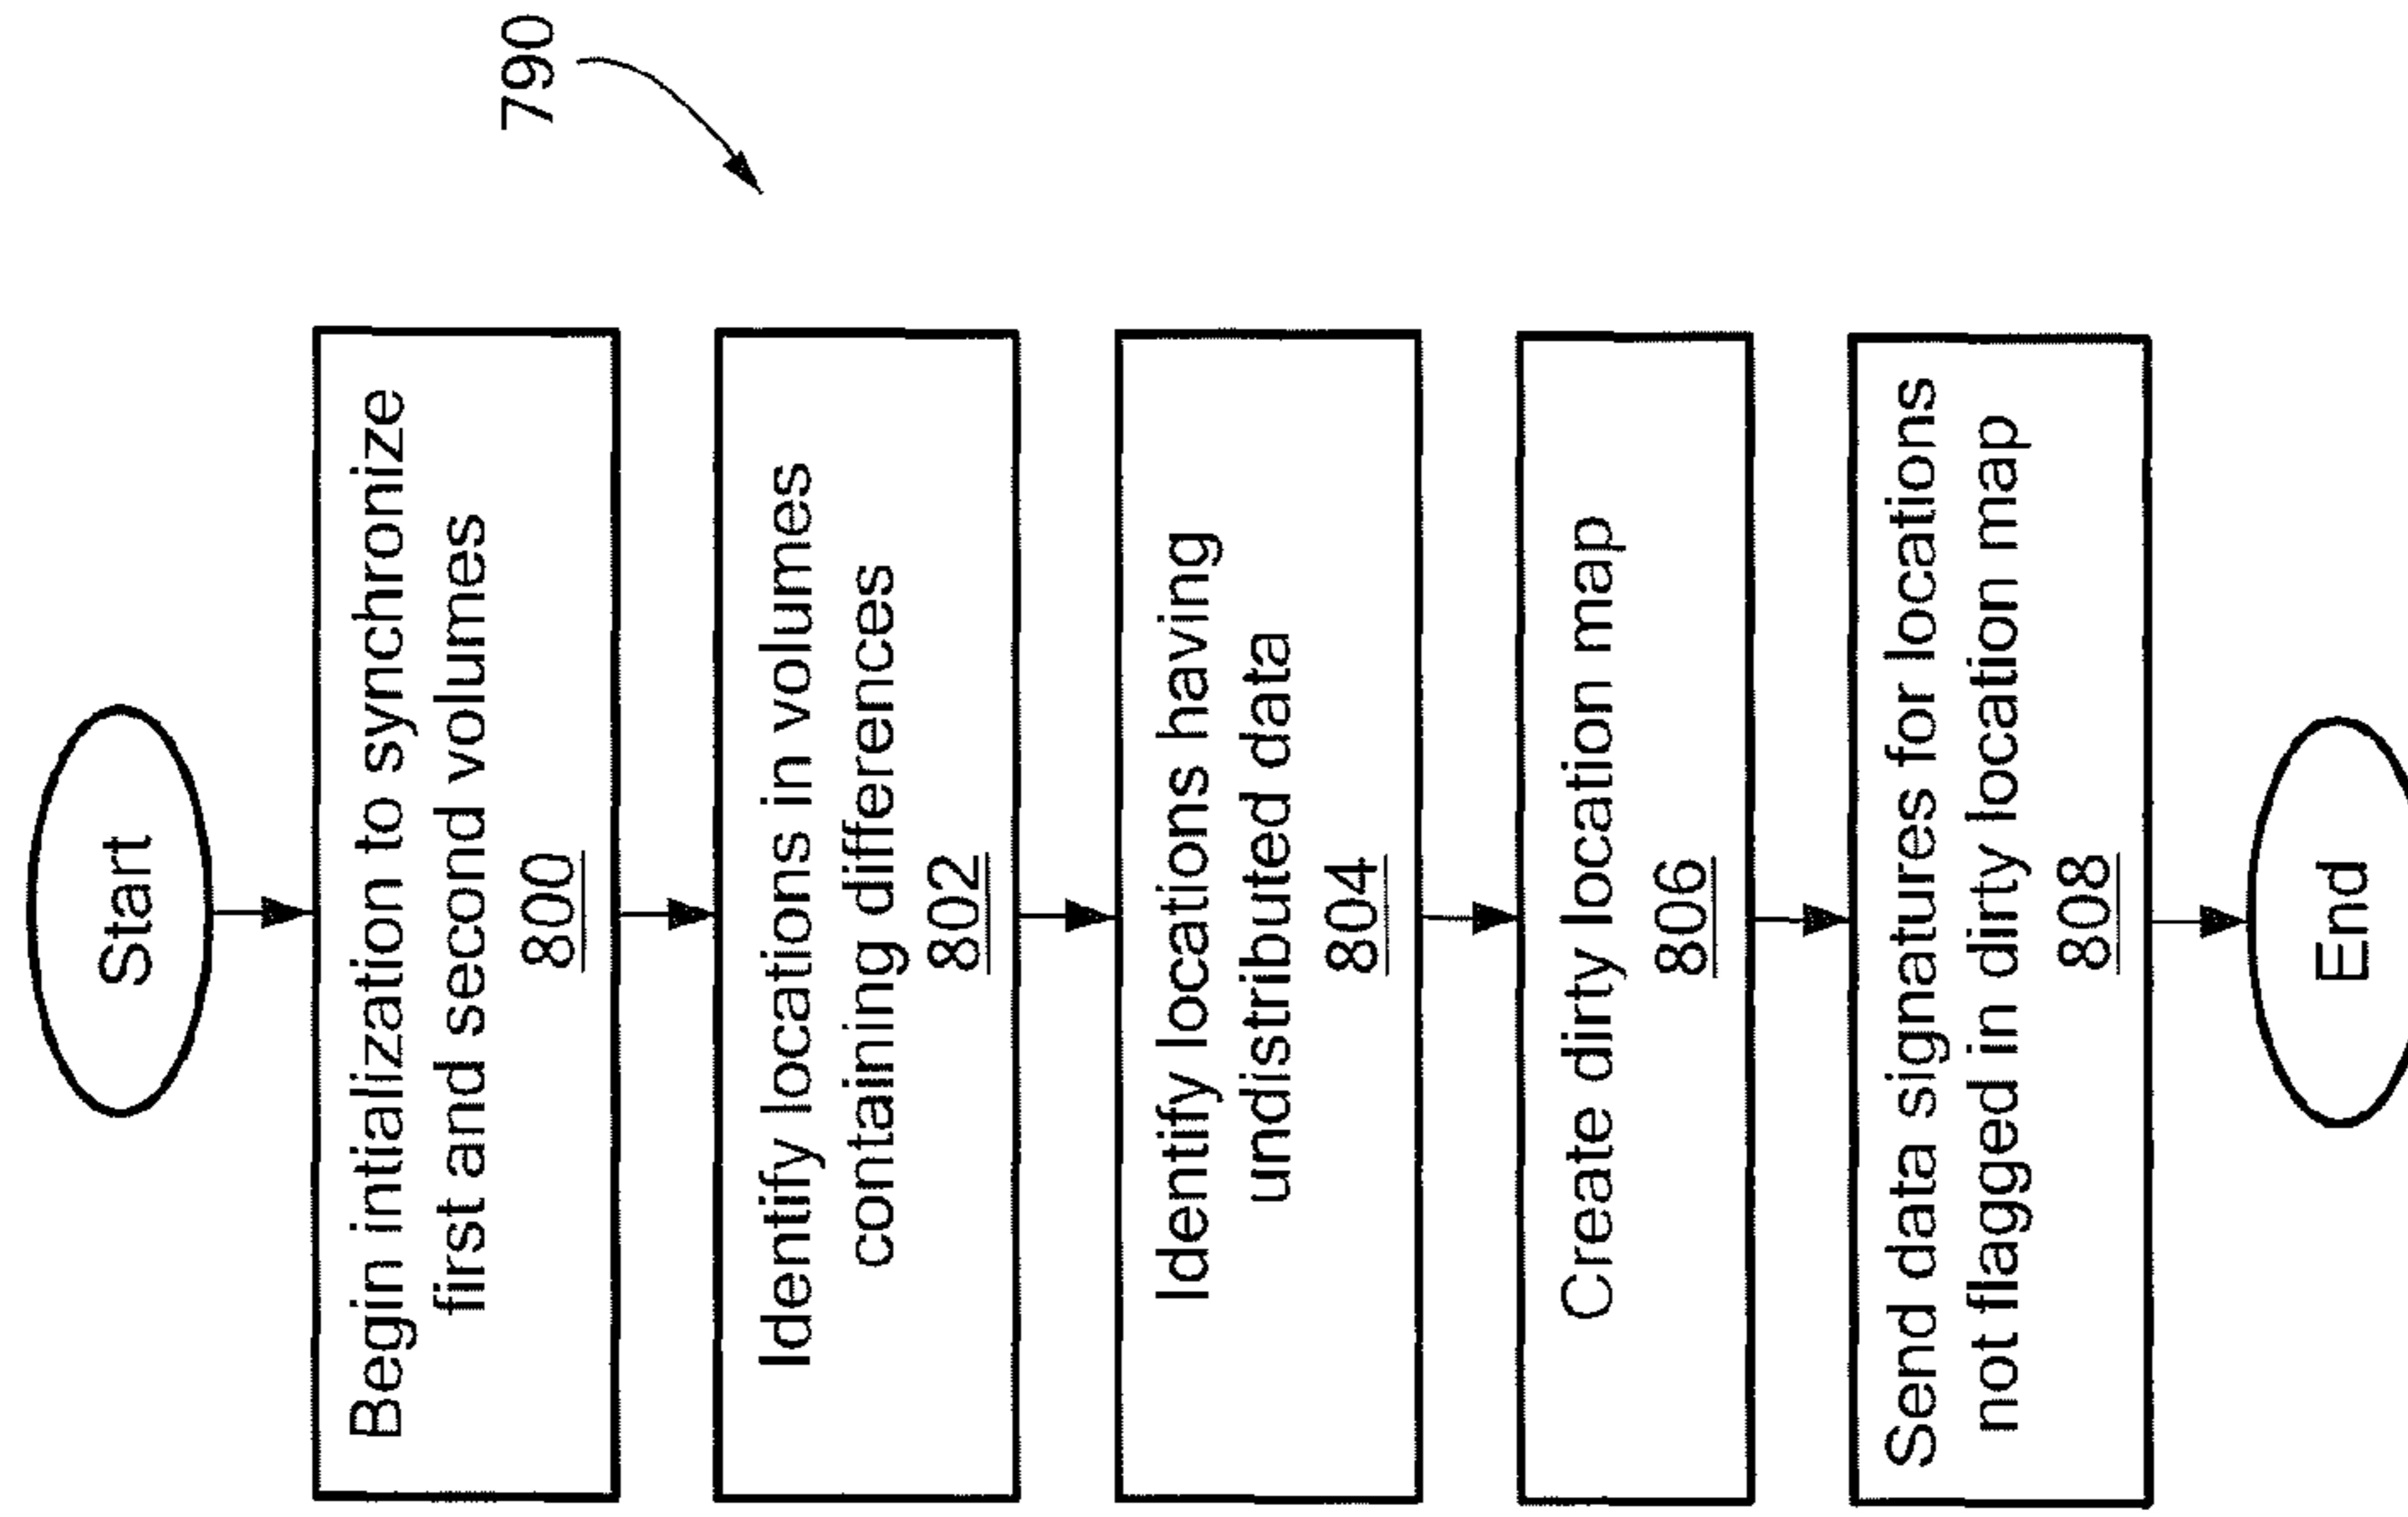 790
Start
Begin intialization to synchronize
first and second volumes
800
Identify locations in volumes
containing differences
802
Identify locations having
undistributed data
804
Create dirty location map
806
Send data signatures for locations
not flagged in dirty location map
808
End